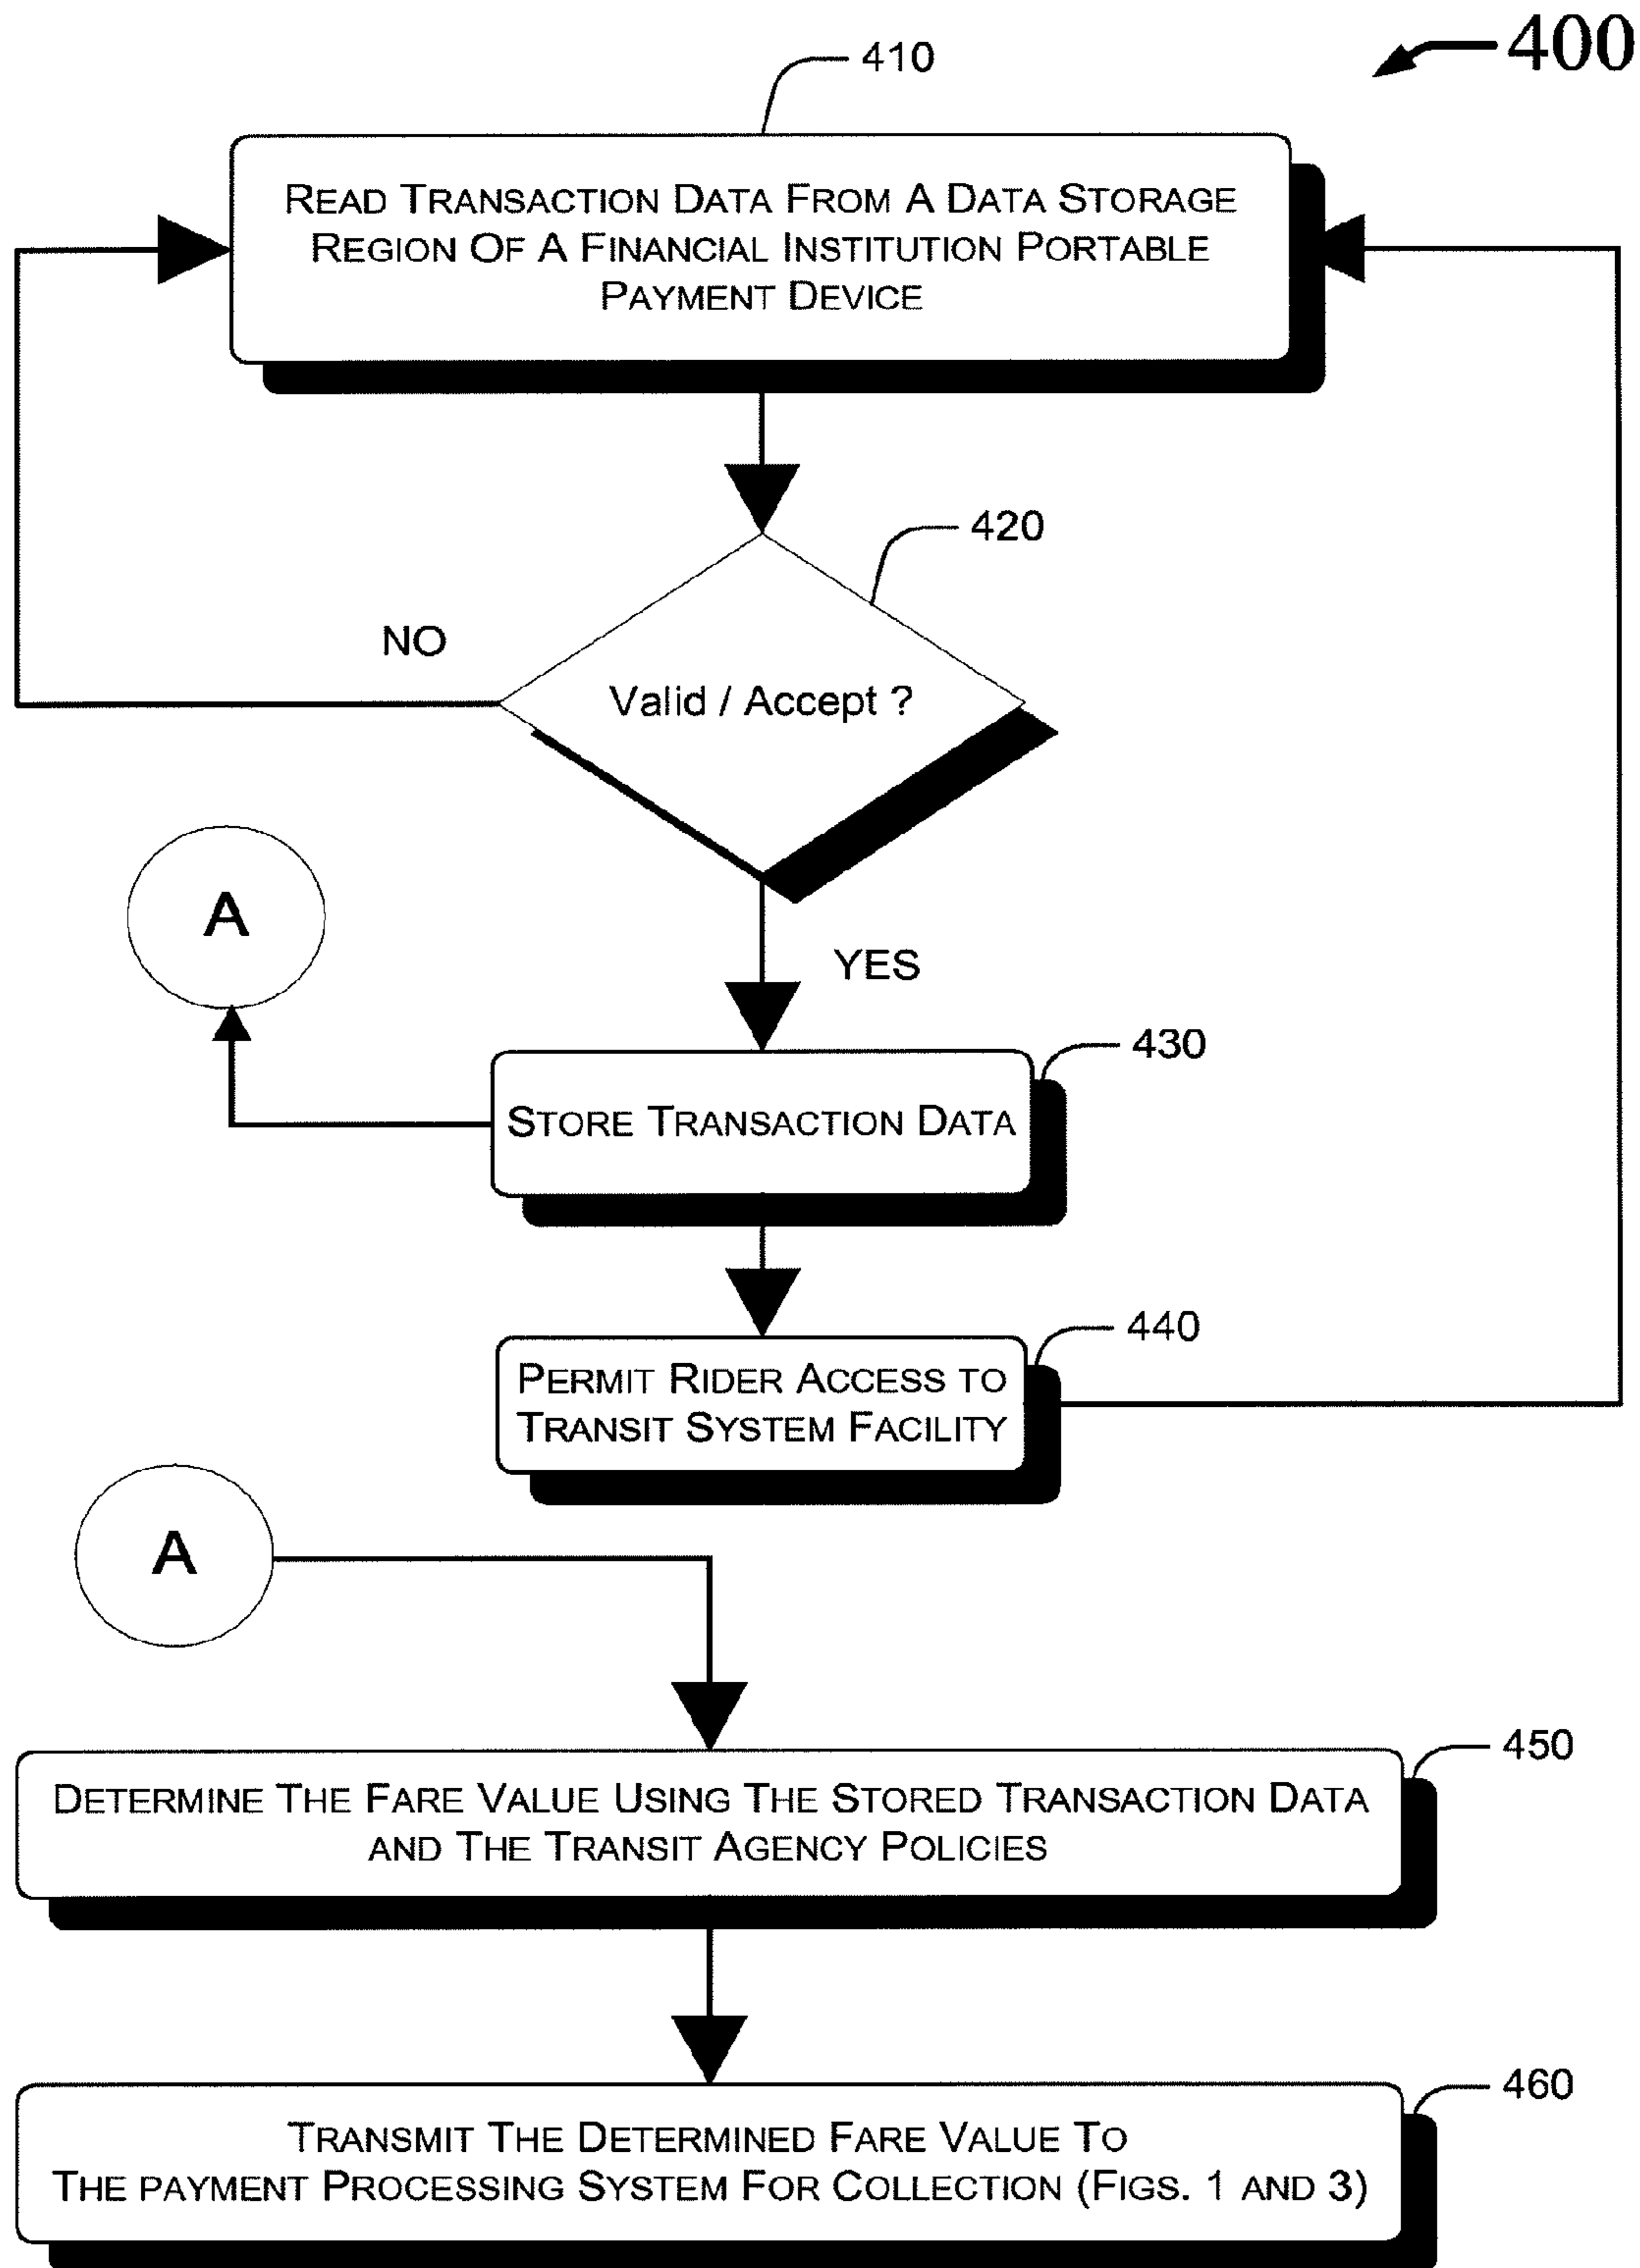 400
410
READ TRANSACTION DATA FROM A DATA STORAGE
REGION OF A FINANCIAL INSTITUTION PORTABLE
PAYMENT DEVICE
420
NO
Valid / Accept ?
A
YES
430
STORE TRANSACTION DATA
440
PERMIT RIDER ACCESS TO
TRANSIT SYSTEM FACILITY
A
450
DETERMINE THE FARE VALUE USING THE STORED TRANSACTION DATA
AND THE TRANSIT AGENCY POLICIES
460
TRANSMIT THE DETERMINED FARE VALUE TO
THE PAYMENT PROCESSING SYSTEM FOR COLLECTION (FIGS. 1 AND 3)